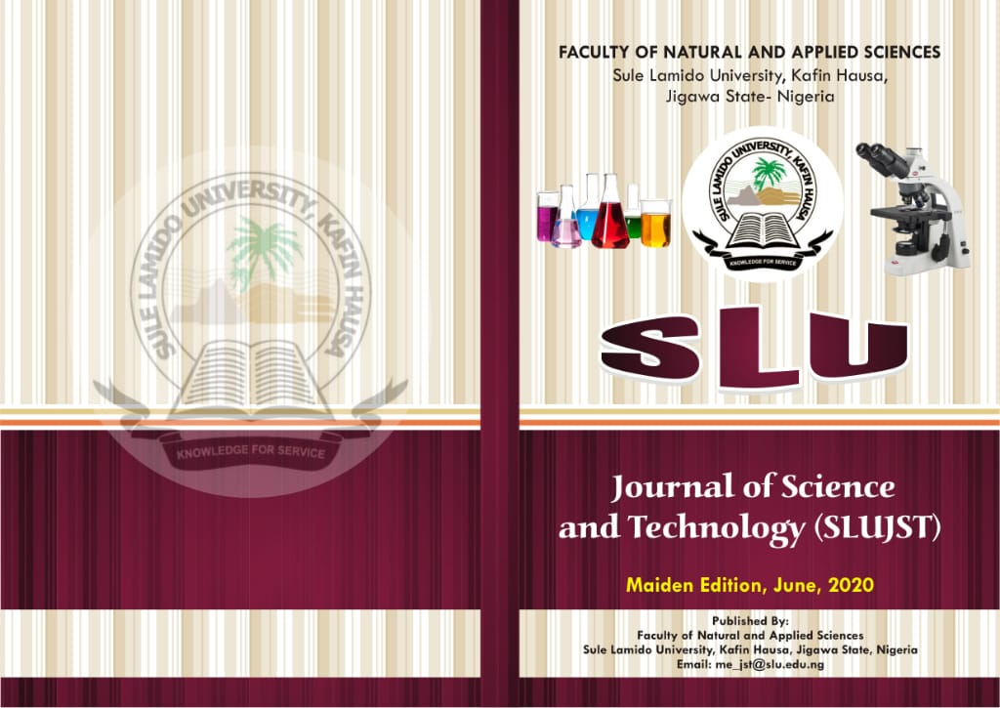 SULE LAMIDO UNIVERSITY, KAFIN HAUSA
KNOWLEDGE FOR SERVICE
FACULTY OF NATURAL AND APPLIED SCIENCES
Sule Lamido University, Kafin Hausa,
Jigawa State- Nigeria
SULE LAMIDO UNIVERSITY, KAFIN HAUSA
KNOWLEDGE FOR SERVICE
SLU
Journal of Science
and Technology (SLUJST)
Maiden Edition, June, 2020
Published By:
Faculty of Natural and Applied Sciences
Sule Lamido University, Kafin Hausa, Jigawa State, Nigeria
Email: me_jst@slu.edu.ng